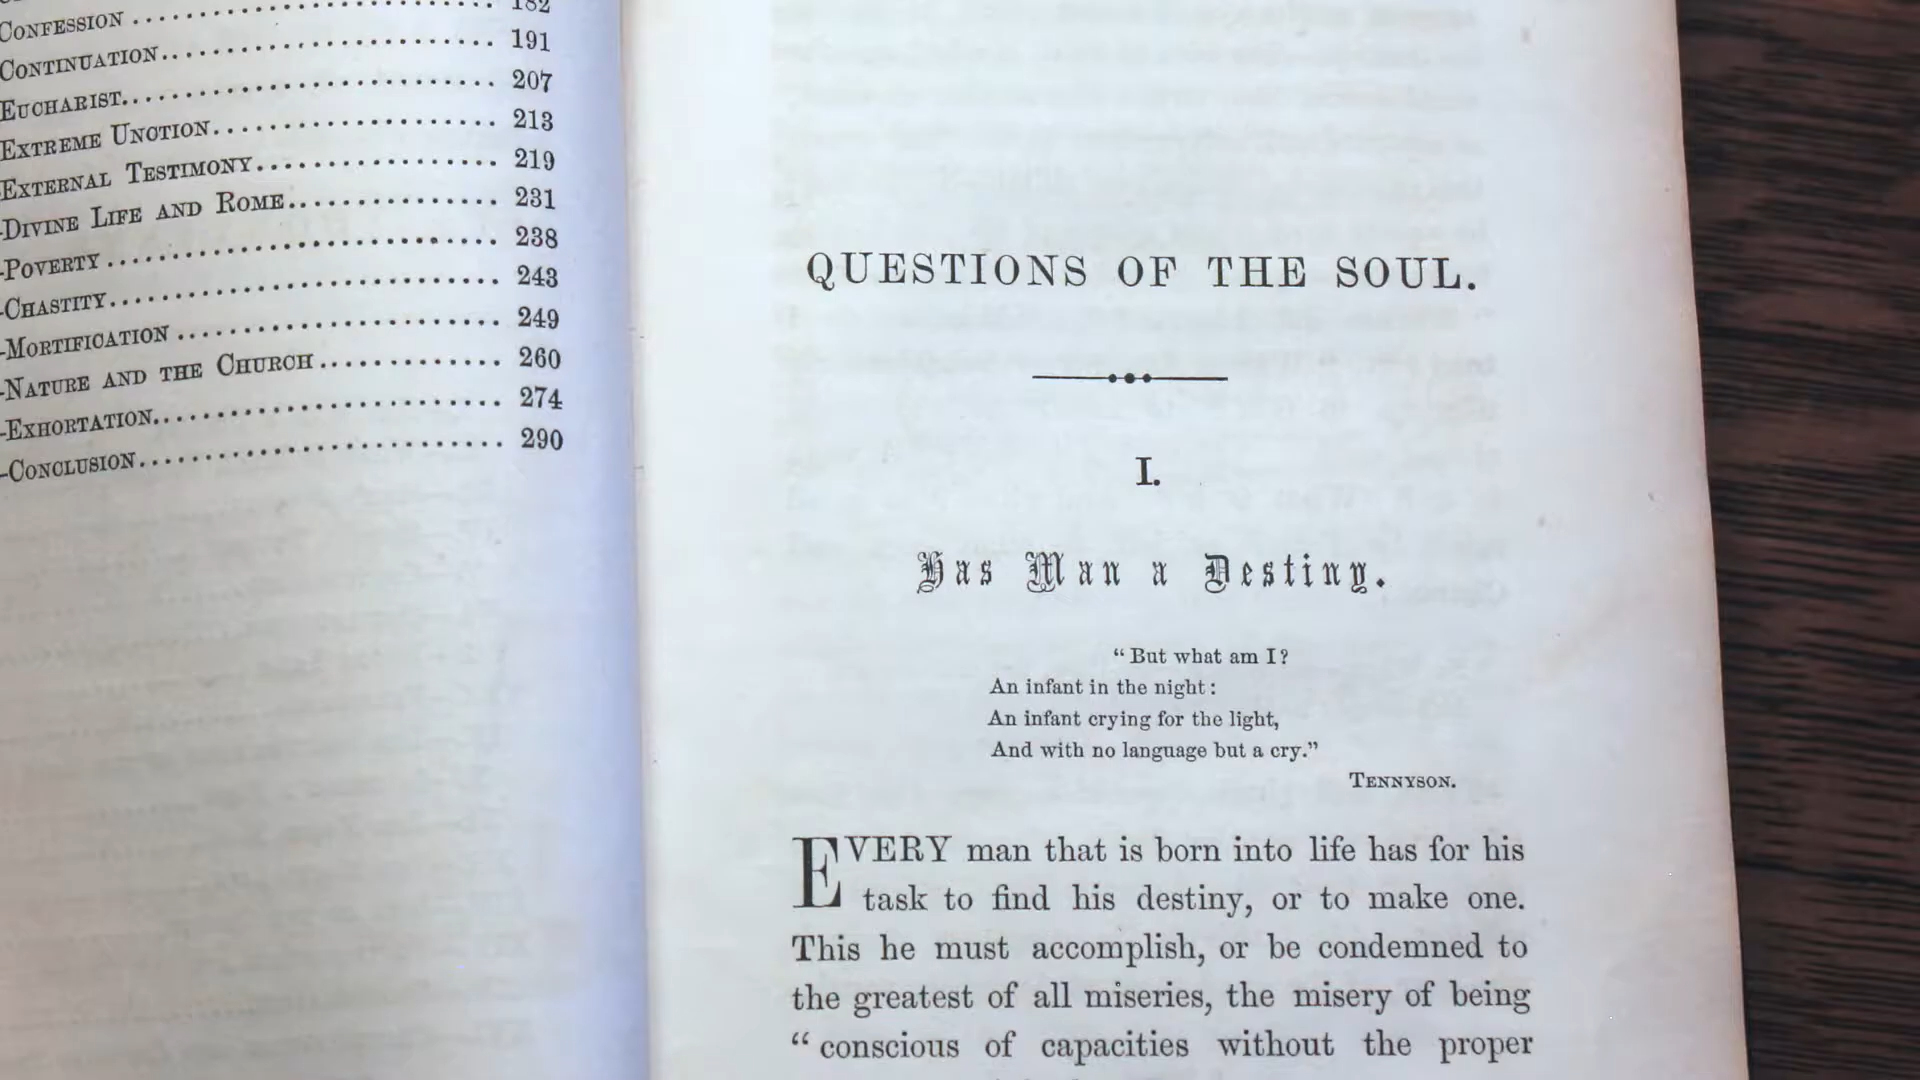 CONFESSION .......... 182
CONTINUATION .......... 191
EUCHARIST .......... 207
EXTREME UNCTION .......... 213
EXTERNAL TESTIMONY .......... 219
-DIVINE LIFE AND ROME .......... 231
-POVERTY .......... 238
-CHASTITY .......... 243
-MORTIFICATION .......... 249
-NATURE AND THE CHURCH .......... 260
-EXHORTATION .......... 274
-CONCLUSION .......... 290
QUESTIONS OF THE SOUL.
I.
Has Man a Destiny.
“But what am I?
An infant in the night:
An infant crying for the light,
And with no language but a cry.”
TENNYSON.
EVERY man that is born into life has for his
task to find his destiny, or to make one.
This he must accomplish, or be condemned to
the greatest of all miseries, the misery of being
“conscious of capacities without the proper